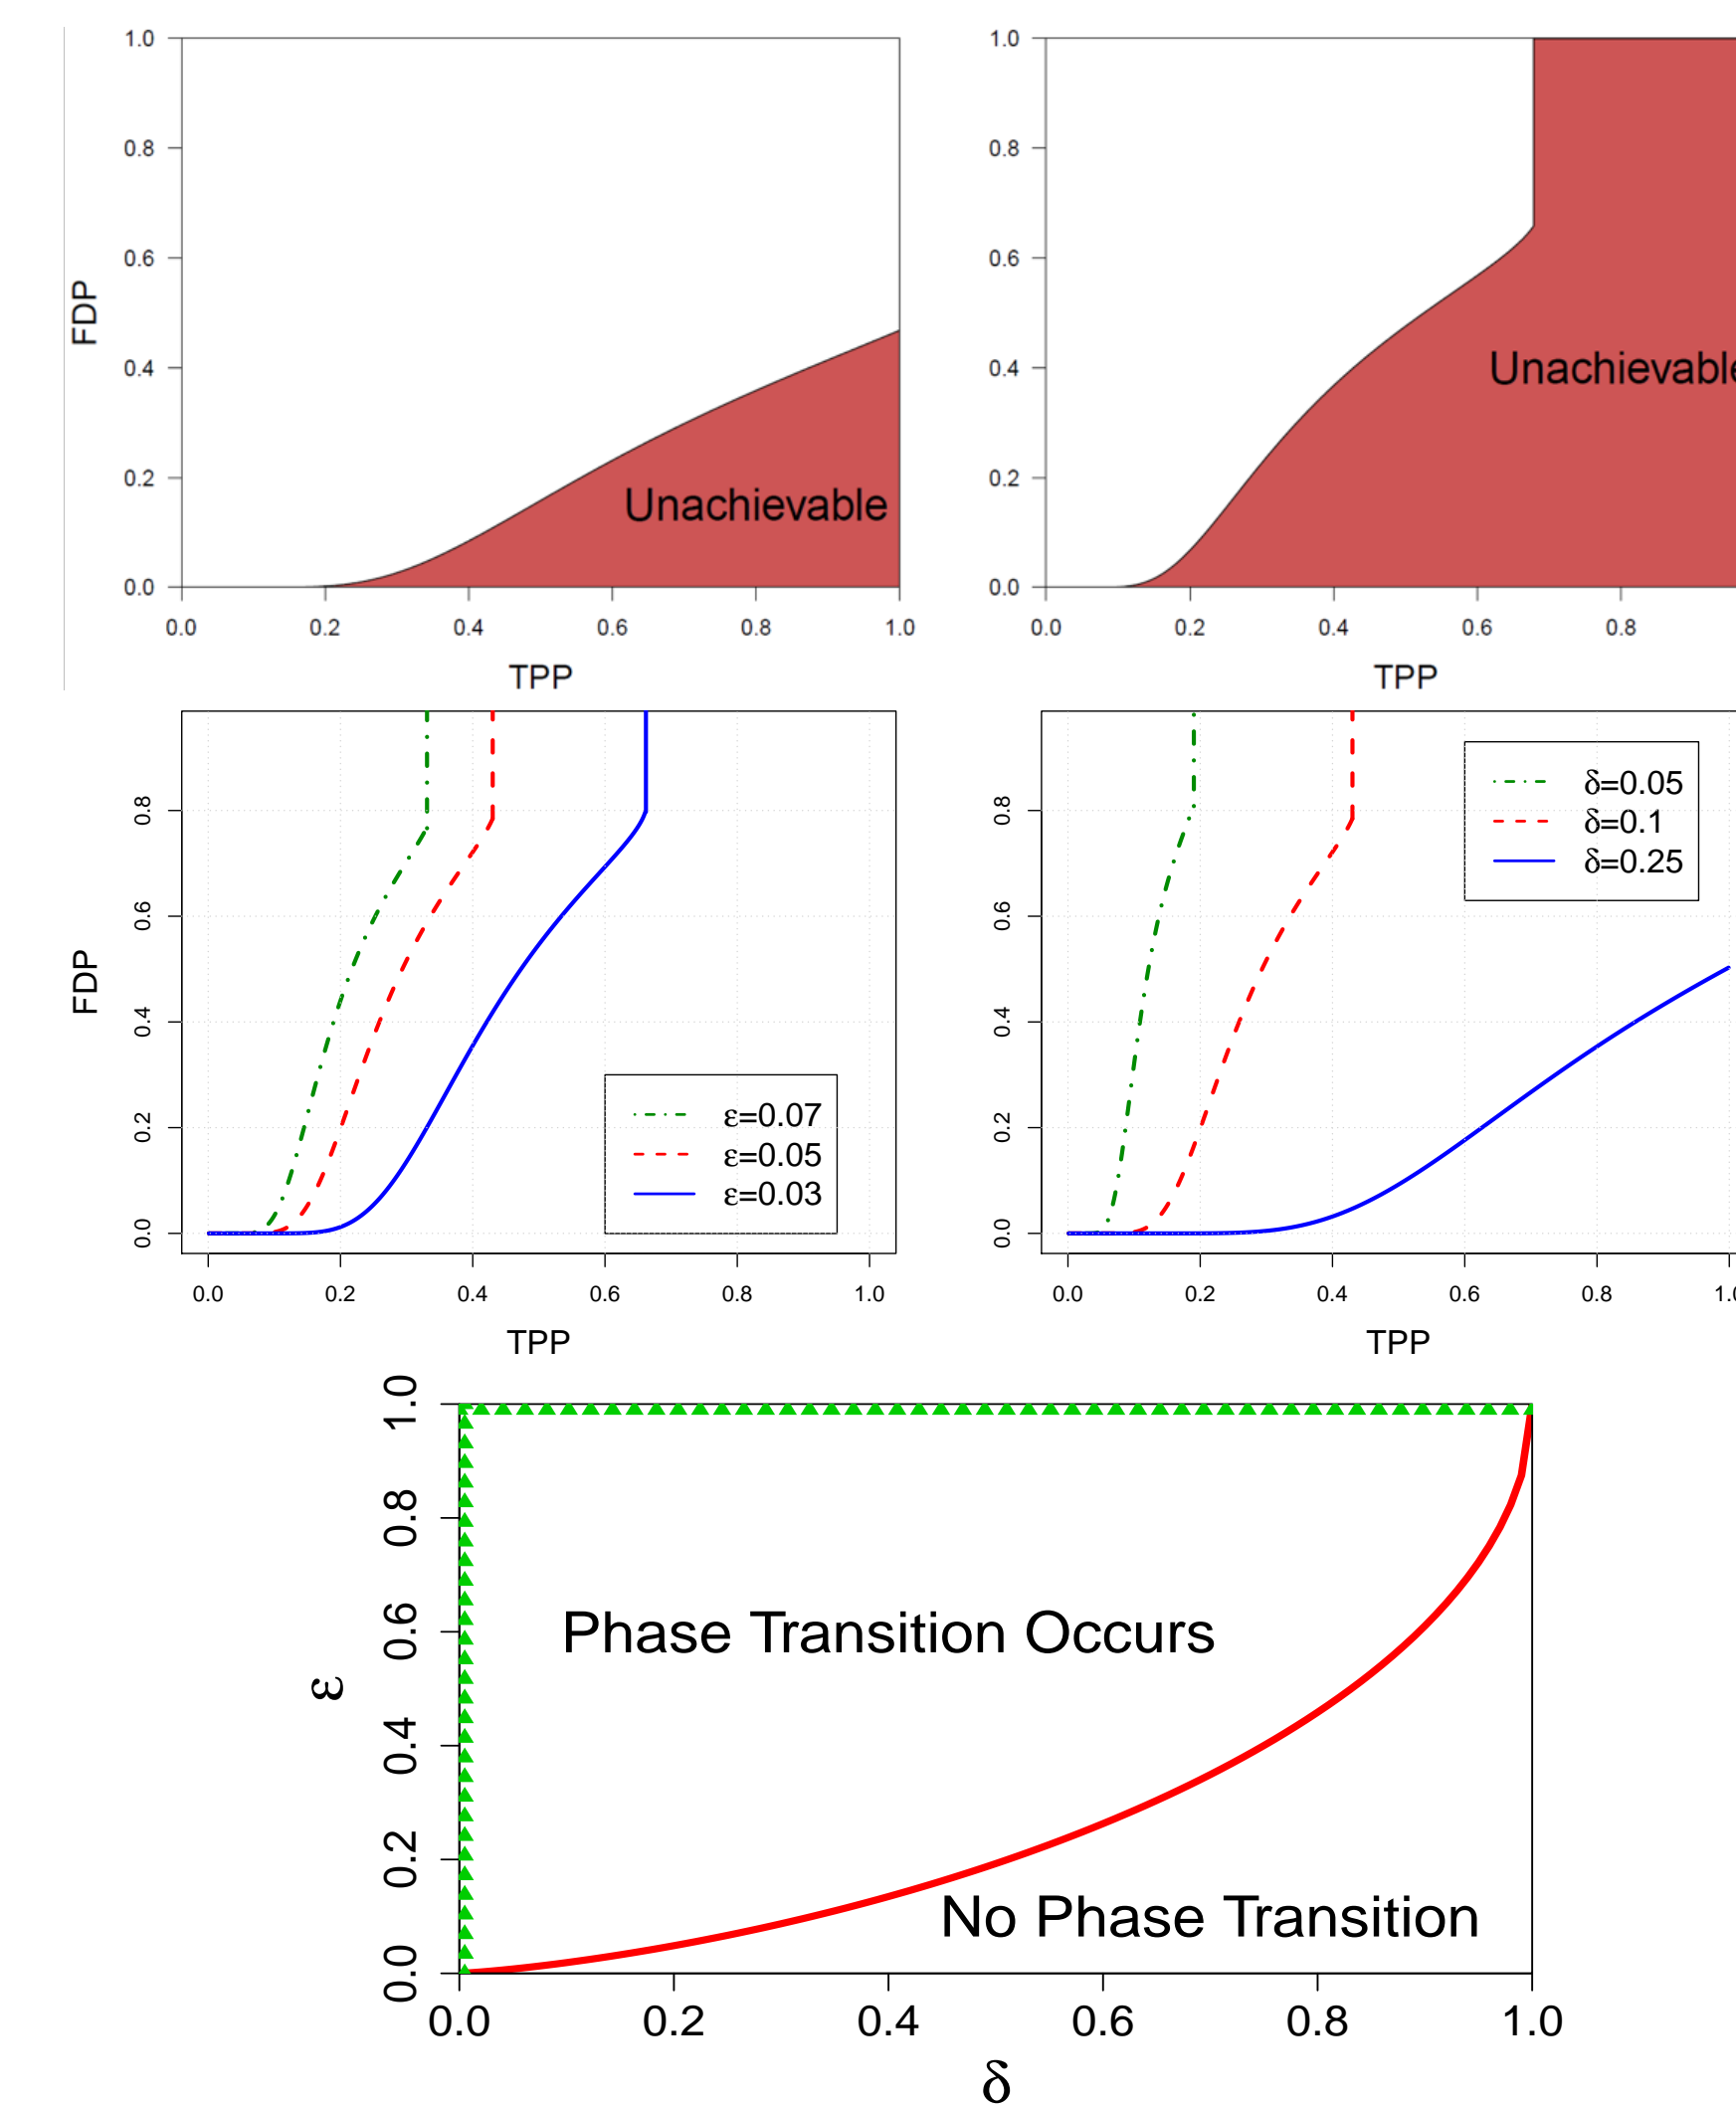 1.0
0.8
0.6
0.4
0.2
0.0
FDP
Unachievable
0.0 0.2 0.4 0.6 0.8 1.0
TPP
1.0
0.8
0.6
0.4
0.2
0.0
Unachievable
0.0 0.2 0.4 0.6 0.8
TPP
0.8
0.6
0.4
0.2
0.0
FDP
ε=0.07
ε=0.05
ε=0.03
0.0 0.2 0.4 0.6 0.8 1.0
TPP
0.8
0.6
0.4
0.2
0.0
δ=0.05
δ=0.1
δ=0.25
0.0 0.2 0.4 0.6 0.8 1.0
TPP
1.0
0.8
0.6
0.4
0.2
0.0
ε
Phase Transition Occurs
No Phase Transition
0.0 0.2 0.4 0.6 0.8 1.0
δ